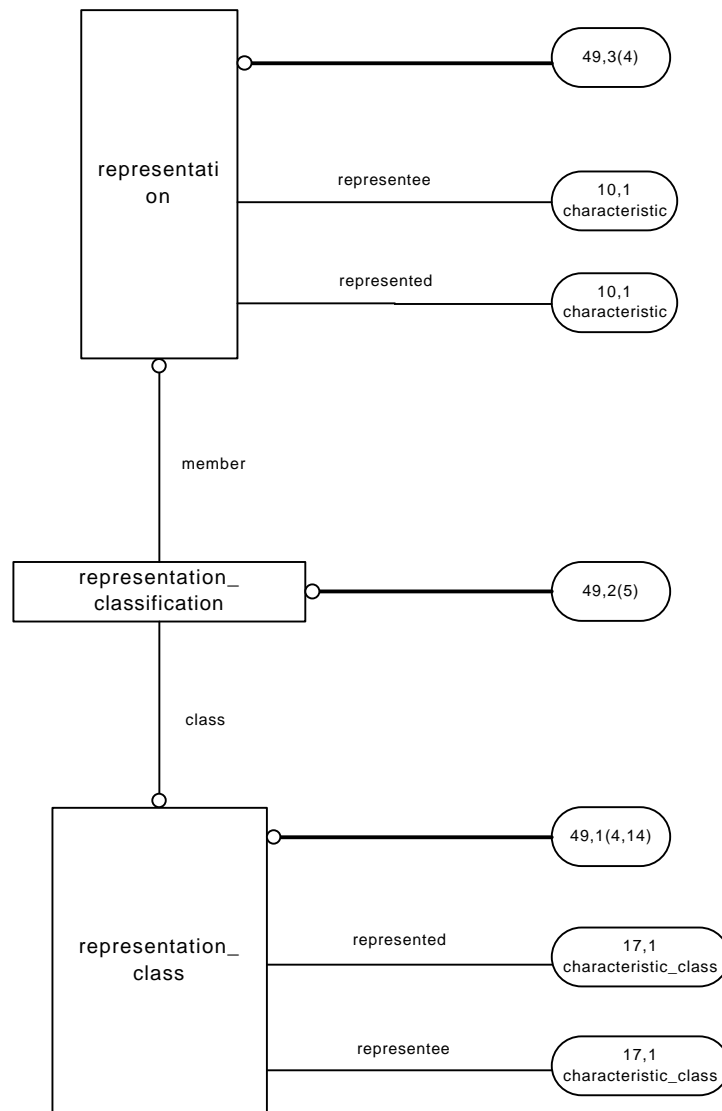 49,3(4)
representati
on
representee
10,1
characteristic
represented
10,1
characteristic
member
representation_
classification
49,2(5)
class
49,1(4,14)
representation_
class
represented
17,1
characteristic_class
representee
17,1
characteristic_class